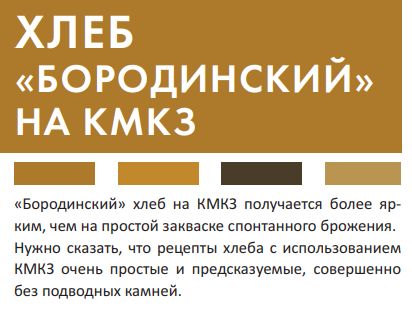 ХЛЕБ
«БОРОДИНСКИЙ»
НА КМКЗ
«Бородинский» хлеб на КМКЗ получается более яр-
ким, чем на простой закваске спонтанного брожения.
Нужно сказать, что рецепты хлеба с использованием
КМКЗ очень простые и предсказуемые, совершенно
без подводных камней.